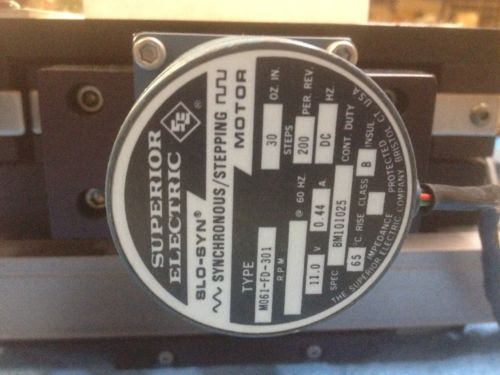 SUPERIOR
ELECTRIC ®
SLO-SYN®
SYNCHRONOUS/STEPPING
MOTOR
TYPE
M061-FD-301
30 OZ. IN.
STEPS 200 PER. REV.
R.P.M. @ 60 HZ.
DC HZ.
11.0 V 0.44 A.
CONT. DUTY
SPEC BM101025
65 °C RISE CLASS B INSUL.
IMPEDANCE PROTECTED
THE SUPERIOR ELECTRIC COMPANY BRISTOL CT USA